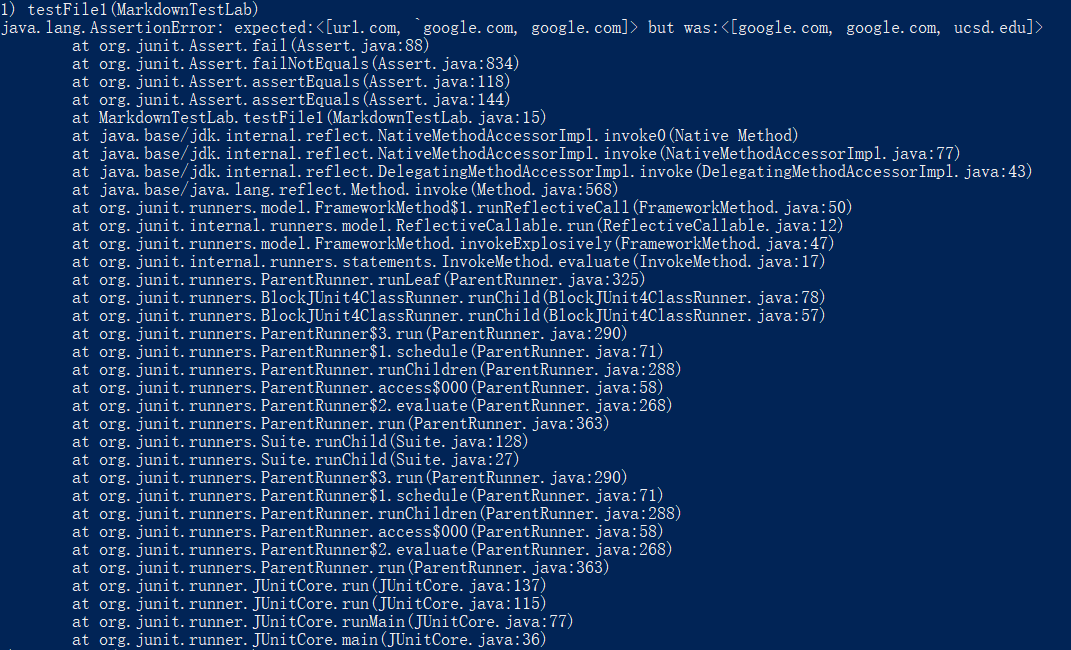 1) testFile1(MarkdownTestLab)
java.lang.AssertionError: expected:<[url.com, `google.com, google.com]> but was:<[google.com, google.com, ucsd.edu]>
        at org.junit.Assert.fail(Assert.java:88)
        at org.junit.Assert.failNotEquals(Assert.java:834)
        at org.junit.Assert.assertEquals(Assert.java:118)
        at org.junit.Assert.assertEquals(Assert.java:144)
        at MarkdownTestLab.testFile1(MarkdownTestLab.java:15)
        at java.base/jdk.internal.reflect.NativeMethodAccessorImpl.invoke0(Native Method)
        at java.base/jdk.internal.reflect.NativeMethodAccessorImpl.invoke(NativeMethodAccessorImpl.java:77)
        at java.base/jdk.internal.reflect.DelegatingMethodAccessorImpl.invoke(DelegatingMethodAccessorImpl.java:43)
        at java.base/java.lang.reflect.Method.invoke(Method.java:568)
        at org.junit.runners.model.FrameworkMethod$1.runReflectiveCall(FrameworkMethod.java:50)
        at org.junit.internal.runners.model.ReflectiveCallable.run(ReflectiveCallable.java:12)
        at org.junit.runners.model.FrameworkMethod.invokeExplosively(FrameworkMethod.java:47)
        at org.junit.internal.runners.statements.InvokeMethod.evaluate(InvokeMethod.java:17)
        at org.junit.runners.ParentRunner.runLeaf(ParentRunner.java:325)
        at org.junit.runners.BlockJUnit4ClassRunner.runChild(BlockJUnit4ClassRunner.java:78)
        at org.junit.runners.BlockJUnit4ClassRunner.runChild(BlockJUnit4ClassRunner.java:57)
        at org.junit.runners.ParentRunner$3.run(ParentRunner.java:290)
        at org.junit.runners.ParentRunner$1.schedule(ParentRunner.java:71)
        at org.junit.runners.ParentRunner.runChildren(ParentRunner.java:288)
        at org.junit.runners.ParentRunner.access$000(ParentRunner.java:58)
        at org.junit.runners.ParentRunner$2.evaluate(ParentRunner.java:268)
        at org.junit.runners.ParentRunner.run(ParentRunner.java:363)
        at org.junit.runners.Suite.runChild(Suite.java:128)
        at org.junit.runners.Suite.runChild(Suite.java:27)
        at org.junit.runners.ParentRunner$3.run(ParentRunner.java:290)
        at org.junit.runners.ParentRunner$1.schedule(ParentRunner.java:71)
        at org.junit.runners.ParentRunner.runChildren(ParentRunner.java:288)
        at org.junit.runners.ParentRunner.access$000(ParentRunner.java:58)
        at org.junit.runners.ParentRunner$2.evaluate(ParentRunner.java:268)
        at org.junit.runners.ParentRunner.run(ParentRunner.java:363)
        at org.junit.runner.JUnitCore.run(JUnitCore.java:137)
        at org.junit.runner.JUnitCore.run(JUnitCore.java:115)
        at org.junit.runner.JUnitCore.runMain(JUnitCore.java:77)
        at org.junit.runner.JUnitCore.main(JUnitCore.java:36)